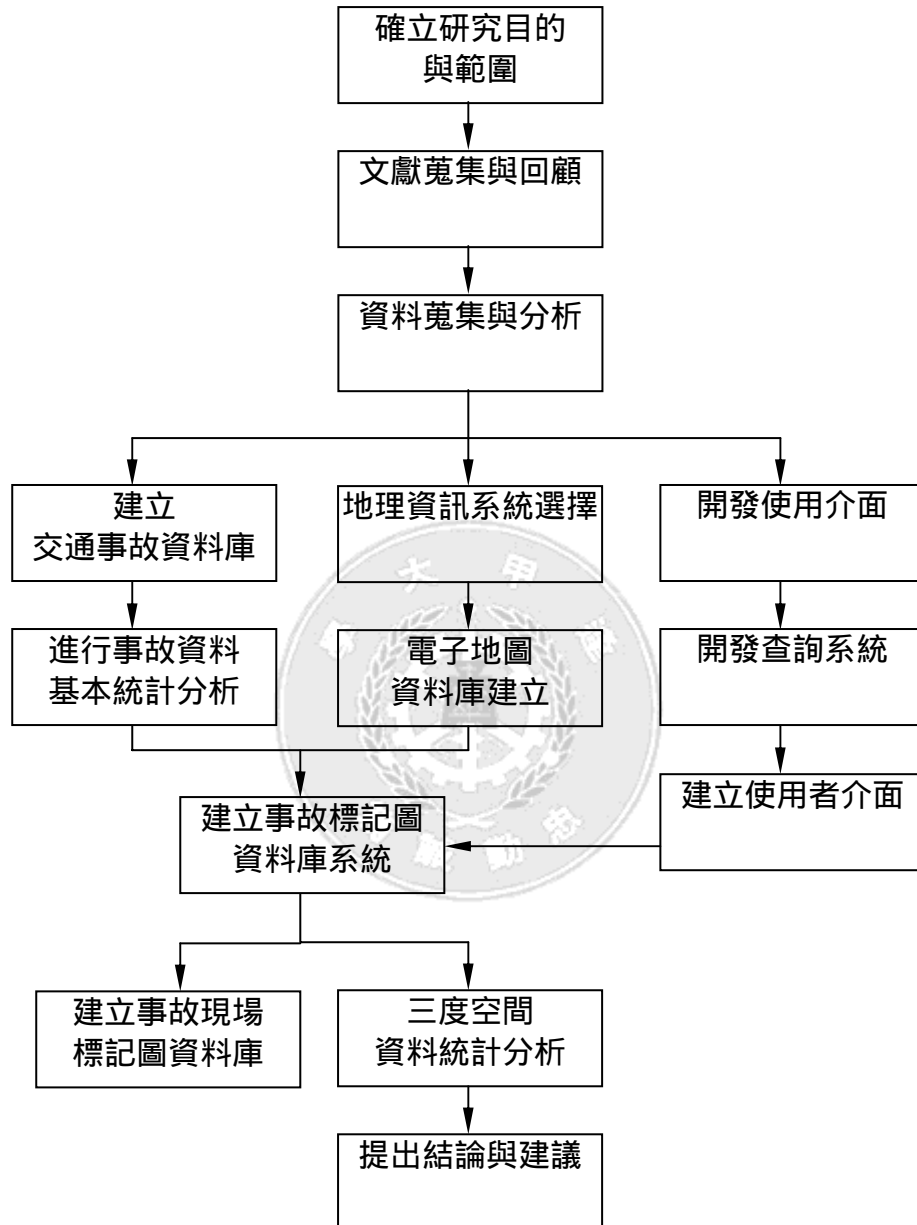 確立研究目的
與範圍
文獻蒐集與回顧
資料蒐集與分析
建立
交通事故資料庫
地理資訊系統選擇
開發使用介面
進行事故資料
基本統計分析
電子地圖
資料庫建立
開發查詢系統
建立事故標記圖
資料庫系統
建立使用者介面
建立事故現場
標記圖資料庫
三度空間
資料統計分析
提出結論與建議